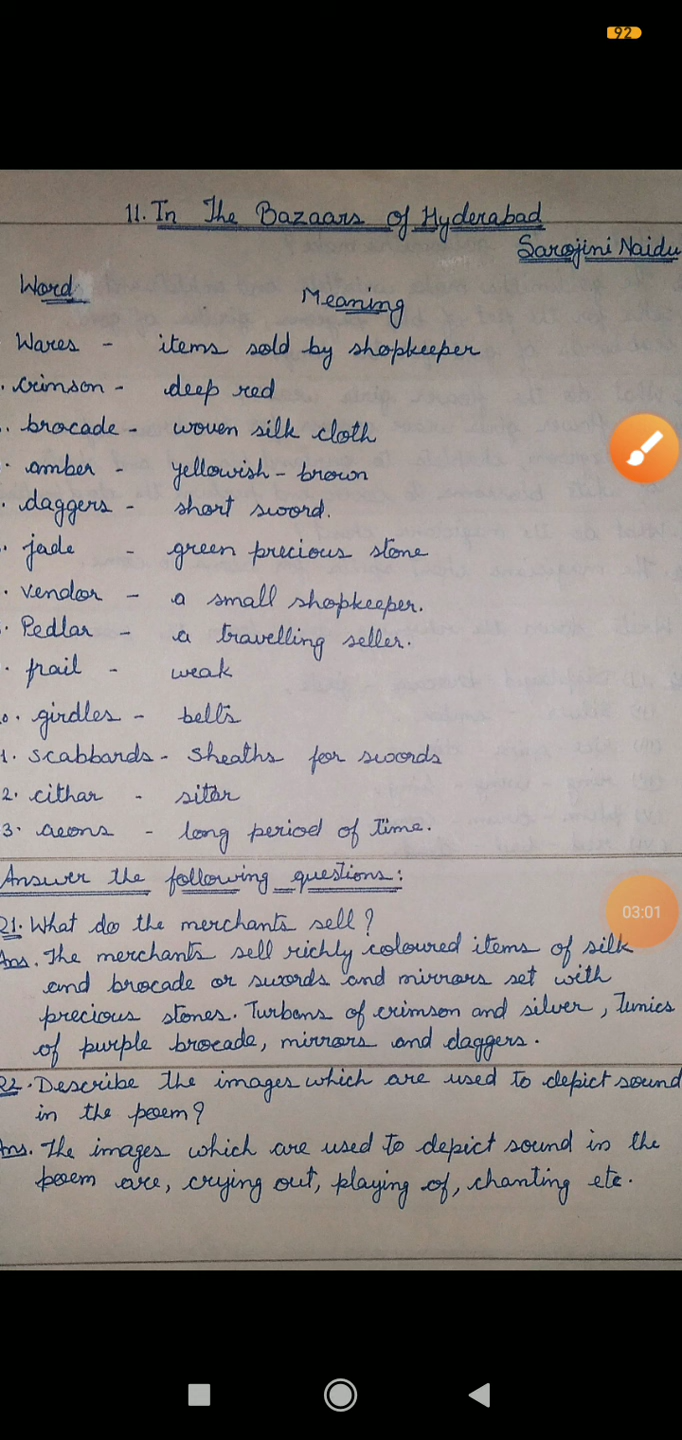 92
11. In The Bazaars of Hyderabad
Sarojini Naidu
Word Meaning
Wares - items sold by shopkeeper
. crimson - deep red
. brocade - woven silk cloth
. amber - yellowish - brown
. daggers - short sword.
. jade - green precious stone
. vendor - a small shopkeeper.
. Pedlar - a travelling seller.
. frail - weak
0. girdles - belts
1. scabbards - sheaths for swords
2. cithar - sitar
3. aeons - long period of time.
Answer the following questions:
Q1. What do the merchants sell?
Ans. The merchants sell richly coloured items of silk
and brocade or swords and mirrors set with
precious stones. Turbans of crimson and silver, Tunics
of purple brocade, mirrors and daggers.
03:01
Q2. Describe the images which are used to depict sound
in the poem?
Ans. The images which are used to depict sound in the
poem are, crying out, playing of, chanting etc.